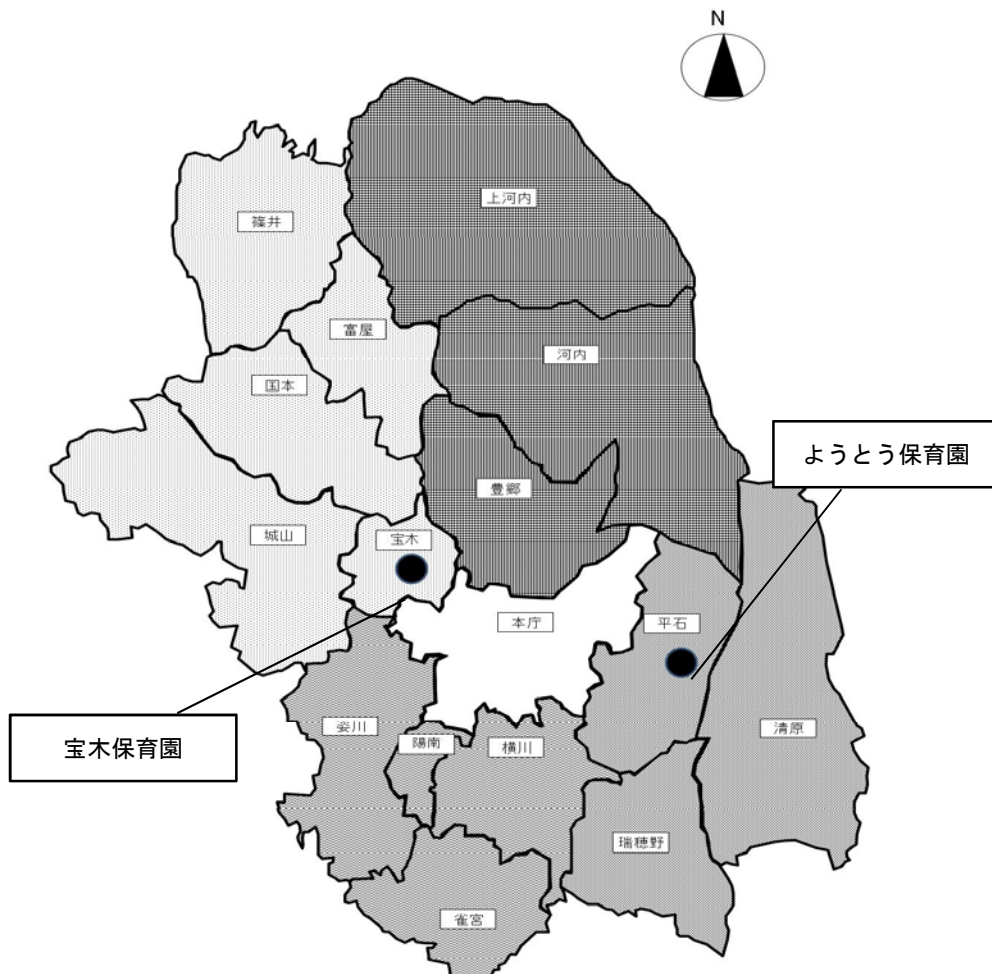 N
上河内
篠井
富屋
河内
国本
ようとう保育園
豊郷
城山
宝木
本庁
平石
姿川
陽南
横川
清原
宝木保育園
瑞穂野
雀宮